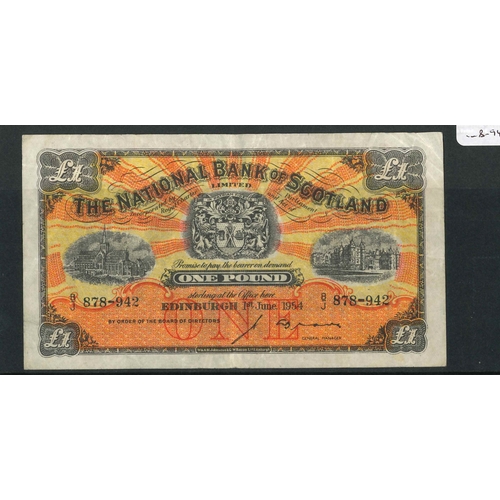 £1 £1
THE NATIONAL BANK OF SCOTLAND
LIMITED
Promise to pay the bearer on demand
ONE POUND
sterling at the Office here
B/J 878-942 B/J 878-942
EDINBURGH 1st June 1954
BY ORDER OF THE BOARD OF DIRECTORS
GENERAL MANAGER
ONE
£1 £1